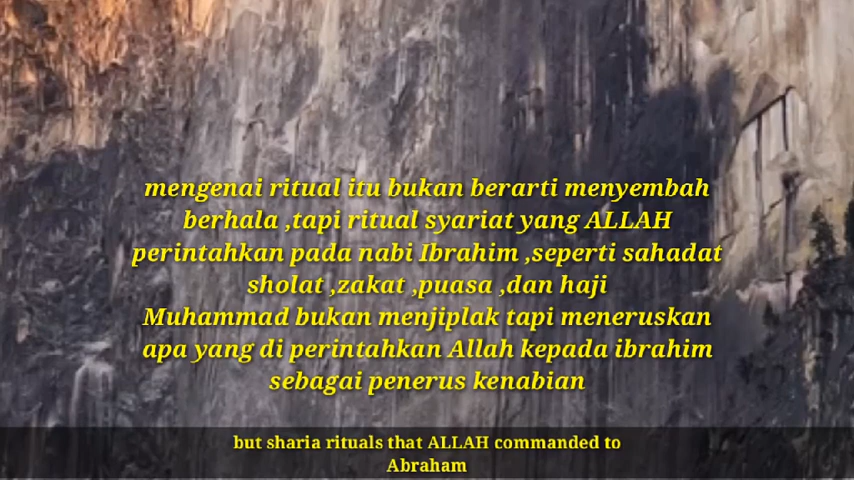 mengenai ritual itu bukan berarti menyembah
berhala ,tapi ritual syariat yang ALLAH
perintahkan pada nabi Ibrahim ,seperti sahadat
sholat ,zakat ,puasa ,dan haji
Muhammad bukan menjiplak tapi meneruskan
apa yang di perintahkan Allah kepada ibrahim
sebagai penerus kenabian
but sharia rituals that ALLAH commanded to
Abraham